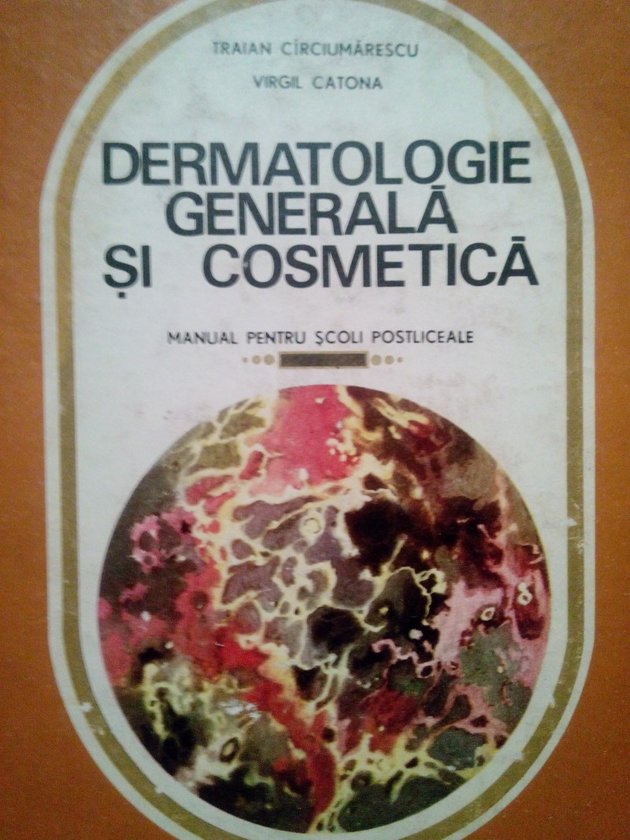 TRAIAN CÎRCIUMĂRESCU
VIRGIL CATONA
DERMATOLOGIE
GENERALĂ
ȘI COSMETICĂ
MANUAL PENTRU ȘCOLI POSTLICEALE